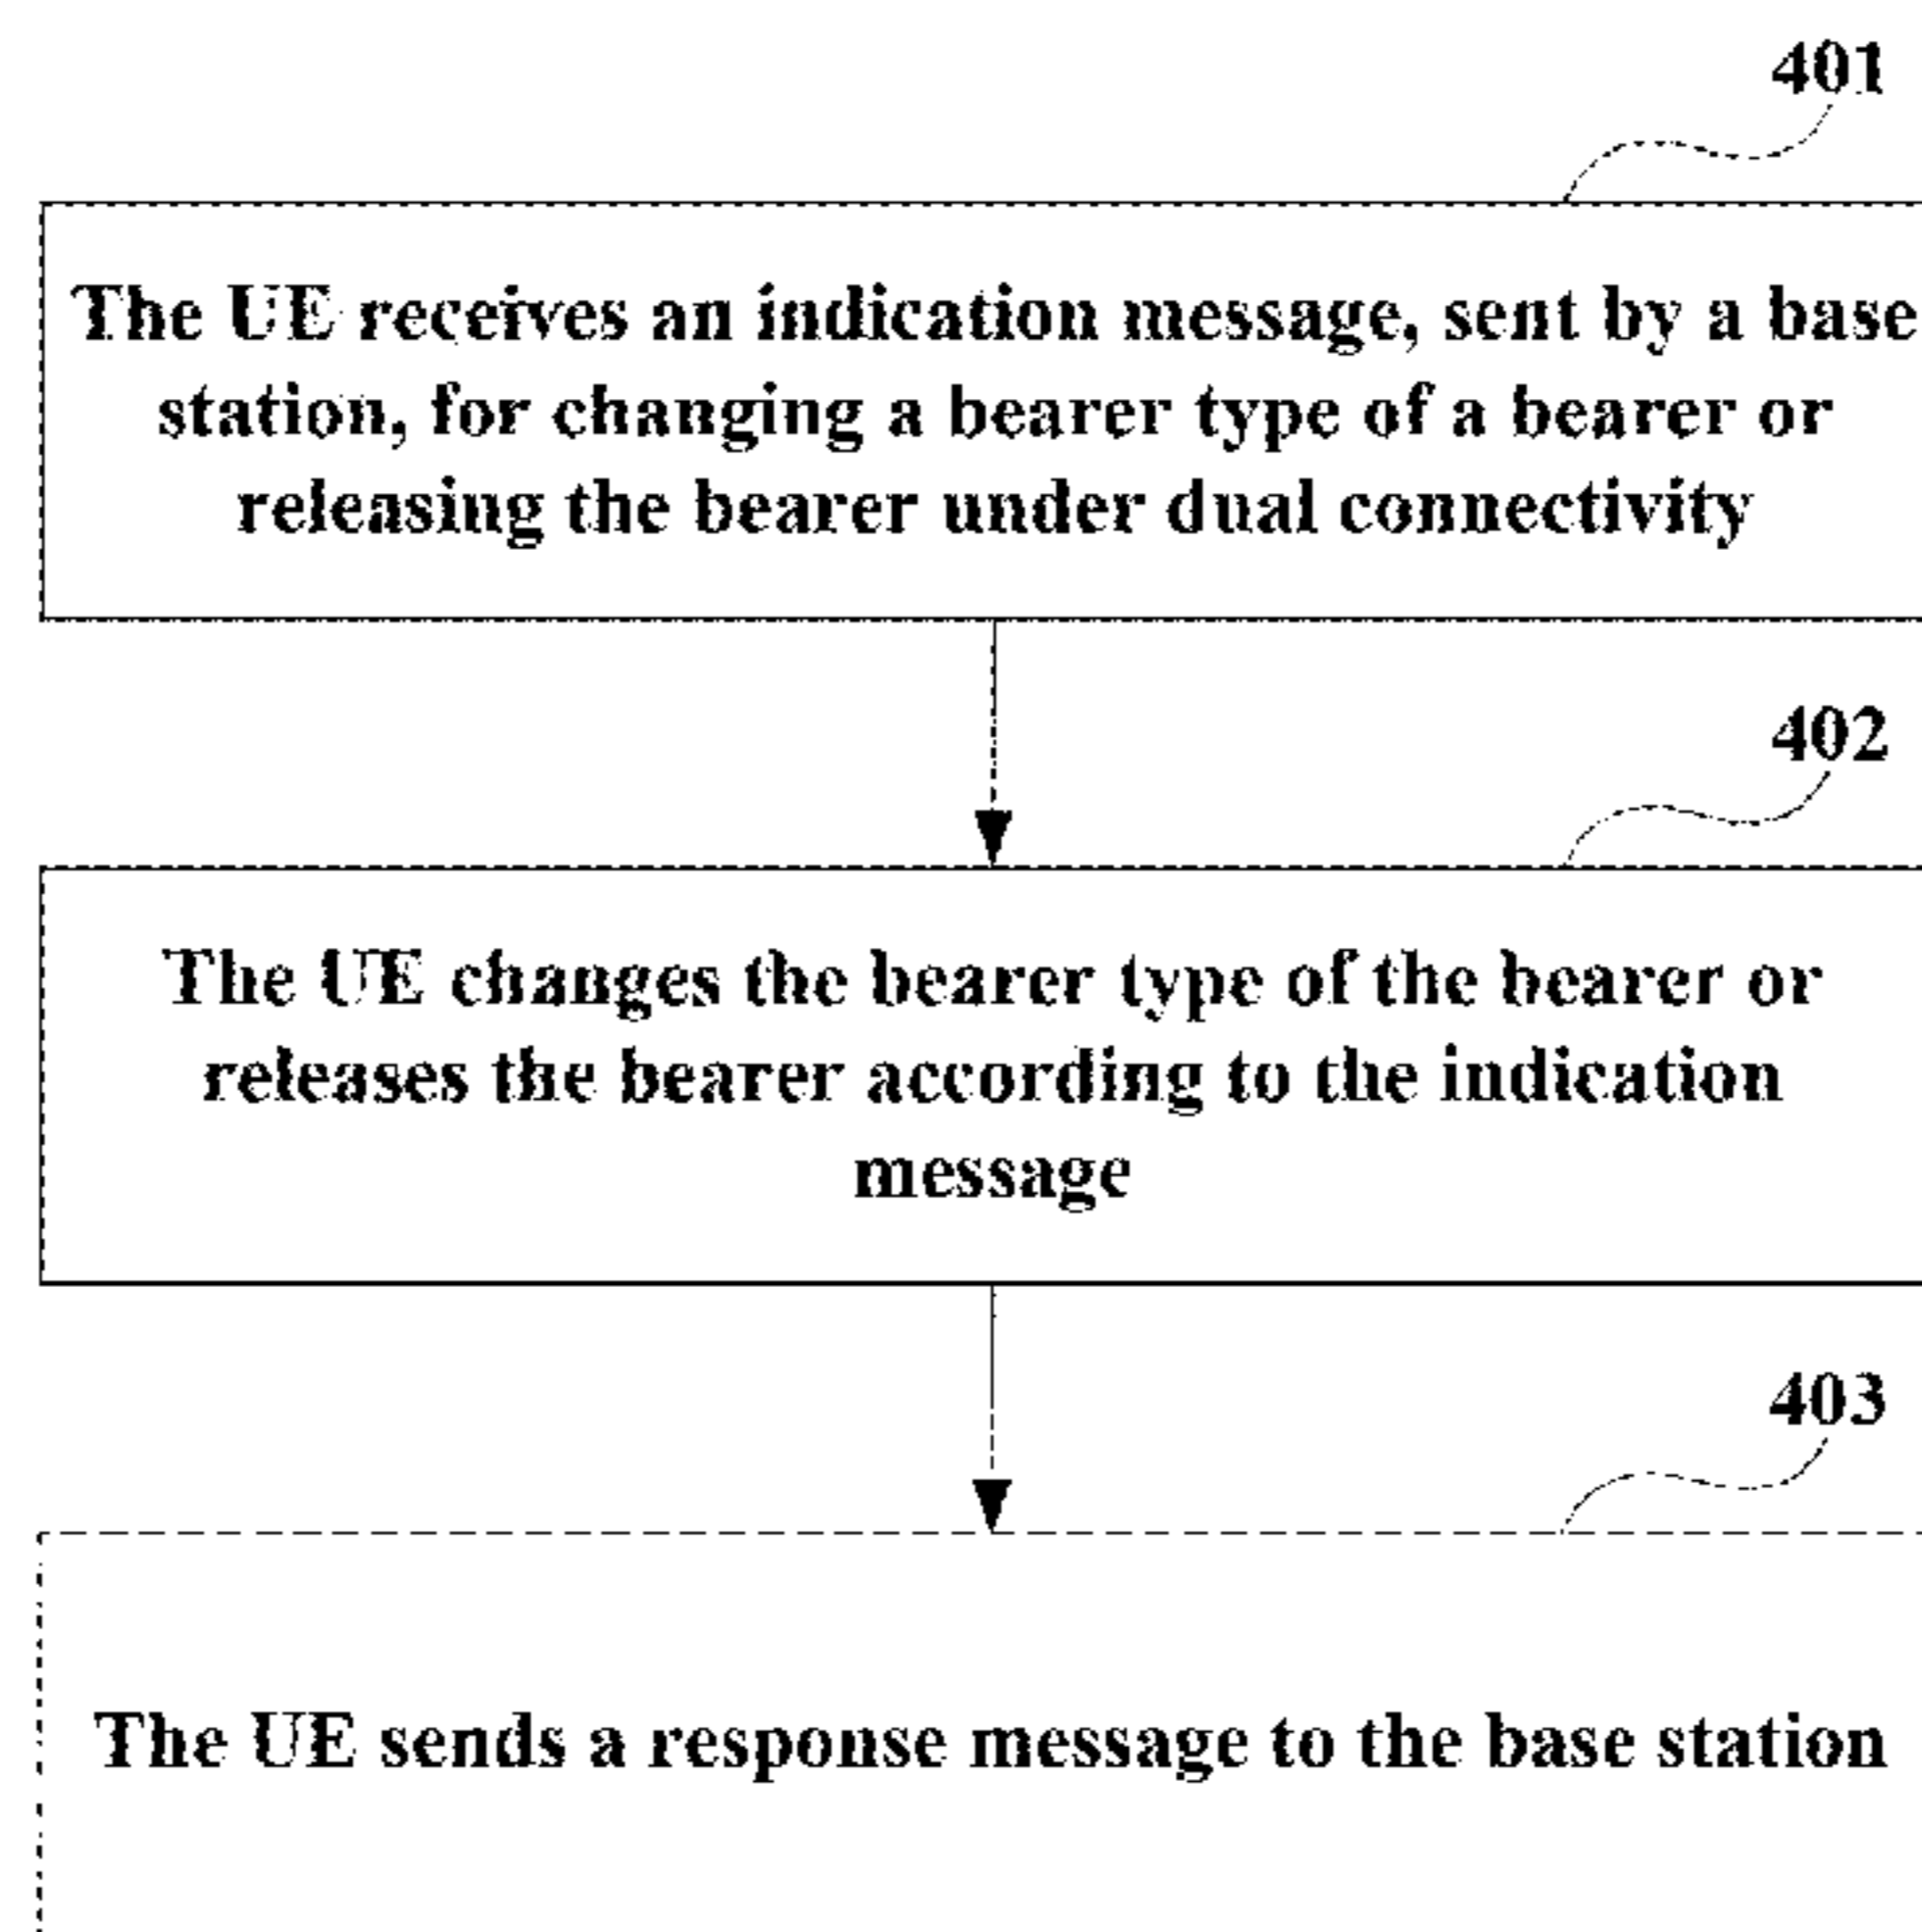 401
The UE receives an indication message, sent by a base
station, for changing a bearer type of a bearer or
releasing the bearer under dual connectivity
402
The UE changes the bearer type of the bearer or
releases the bearer according to the indication
message
403
The UE sends a response message to the base station